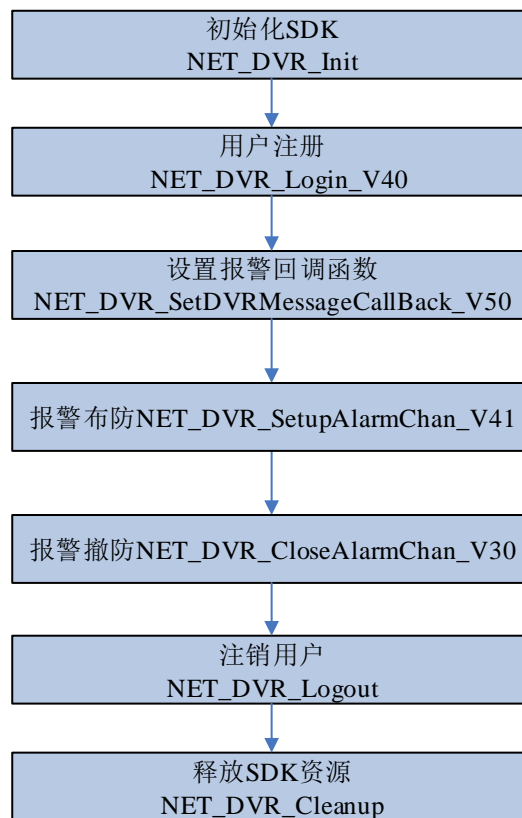 初始化SDK
NET_DVR_Init
用户注册
NET_DVR_Login_V40
设置报警回调函数
NET_DVR_SetDVRMessageCallBack_V50
报警布防NET_DVR_SetupAlarmChan_V41
报警撤防NET_DVR_CloseAlarmChan_V30
注销用户
NET_DVR_Logout
释放SDK资源
NET_DVR_Cleanup